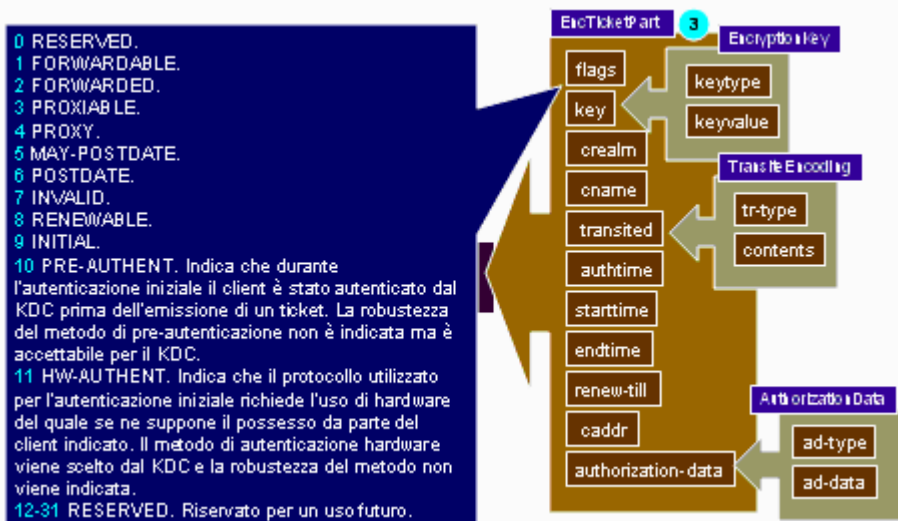 0 RESERVED.
1 FORWARDABLE.
2 FORWARDED.
3 PROXIABLE.
4 PROXY.
5 MAY-POSTDATE.
6 POSTDATE.
7 INVALID.
8 RENEWABLE.
9 INITIAL.
10 PRE-AUTHENT. Indica che durante
l'autenticazione iniziale il client è stato autenticato dal
KDC prima dell'emissione di un ticket. La robustezza
del metodo di pre-autenticazione non è indicata ma è
accettabile per il KDC.
11 HW-AUTHENT. Indica che il protocollo utilizzato
per l'autenticazione iniziale richiede l'uso di hardware
del quale se ne suppone il possesso da parte del
client indicato. Il metodo di autenticazione hardware
viene scelto dal KDC e la robustezza del metodo non
viene indicata.
12-31 RESERVED. Riservato per un uso futuro.
EncTicketPart
3
flags
key
crealm
cname
transited
authtime
starttime
endtime
renew-till
caddr
authorization-data
EncryptionKey
keytype
keyvalue
TransiteEncoding
tr-type
contents
AuthorizationData
ad-type
ad-data